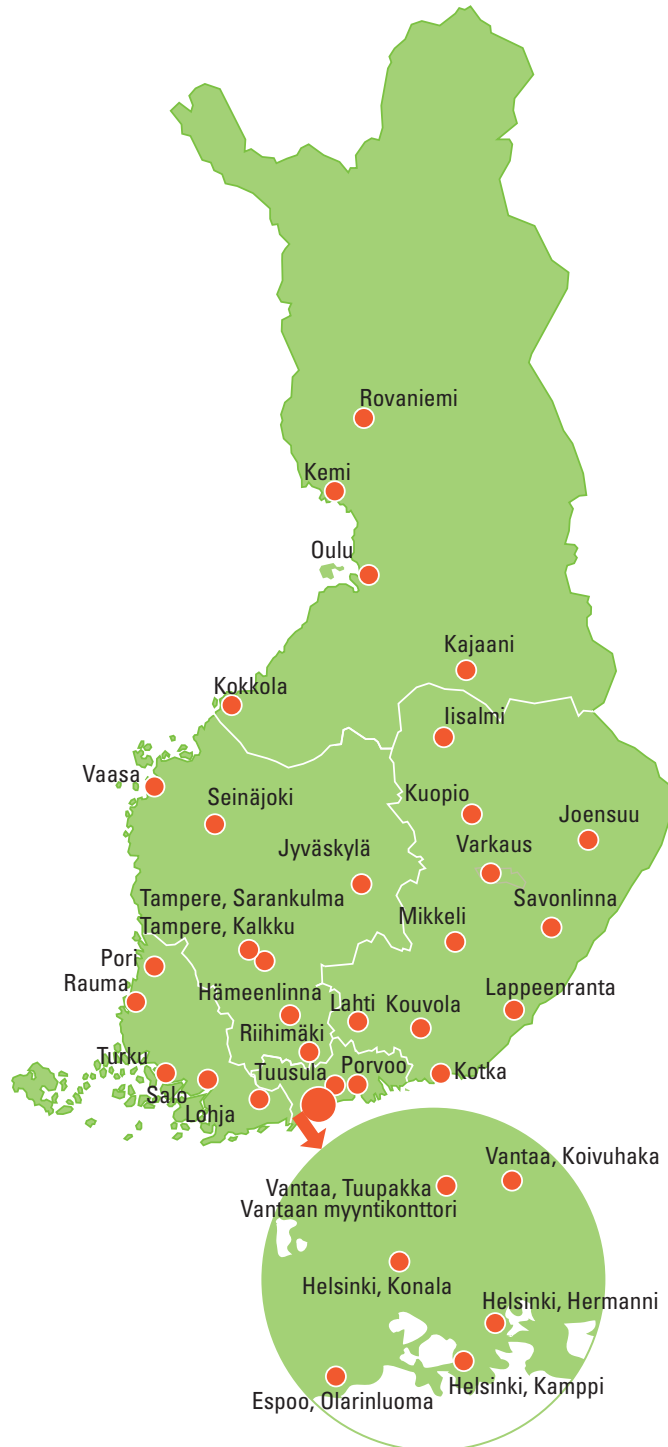 Rovaniemi
Kemi
Oulu
Kajaani
Kokkola
Iisalmi
Vaasa
Seinäjoki
Kuopio
Joensuu
Jyväskylä
Varkaus
Tampere, Sarankulma
Savonlinna
Tampere, Kalkku
Mikkeli
Pori
Rauma
Hämeenlinna
Lahti
Kouvola
Lappeenranta
Riihimäki
Turku
Tuusula
Porvoo
Kotka
Salo
Lohja
Vantaa, Koivuhaka
Vantaa, Tuupakka
Vantaan myyntikonttori
Helsinki, Konala
Helsinki, Hermanni
Helsinki, Kamppi
Espoo, Olarinluoma